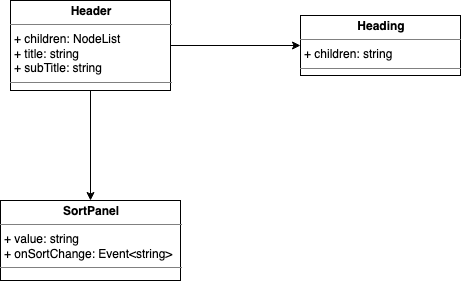 Header
+ children: NodeList
+ title: string
+ subTitle: string
Heading
+ children: string
SortPanel
+ value: string
+ onSortChange: Event<string>